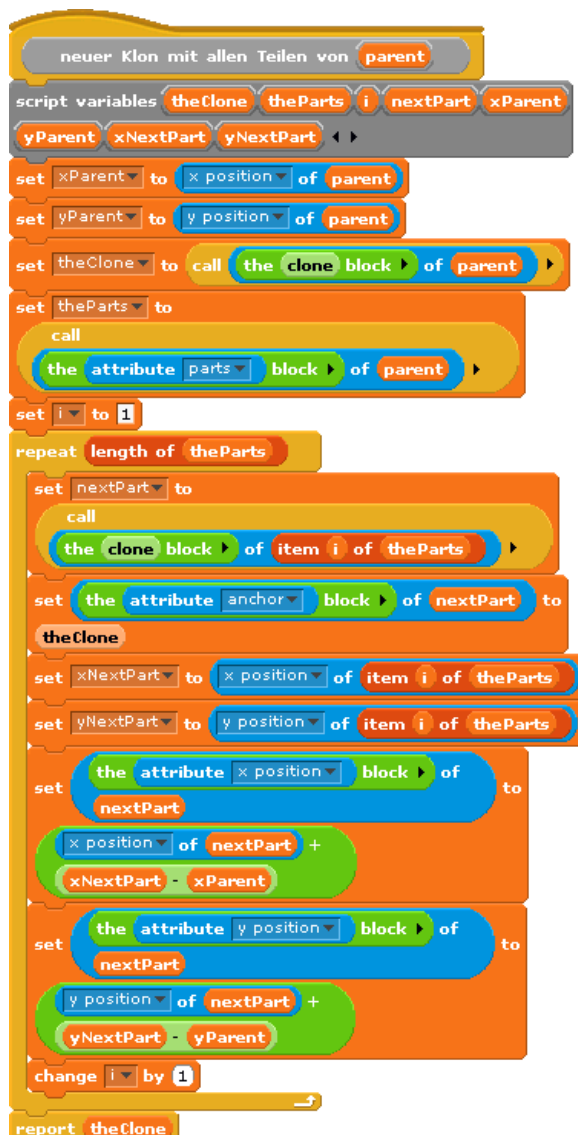 neuer Klon mit allen Teilen von parent
script variables theClone theParts i nextPart xParent
yParent xNextPart yNextPart
set xParent to x position of parent
set yParent to y position of parent
set theClone to call the clone block of parent
set theParts to
call
the attribute parts block of parent
set i to 1
repeat length of theParts
set nextPart to
call
the clone block of item i of theParts
set the attribute anchor block of nextPart to
theClone
set xNextPart to x position of item i of theParts
set yNextPart to y position of item i of theParts
the attribute x position block of
set to
nextPart
x position of nextPart +
xNextPart - xParent
the attribute y position block of
set to
nextPart
y position of nextPart +
yNextPart - yParent
change i by 1
report theClone